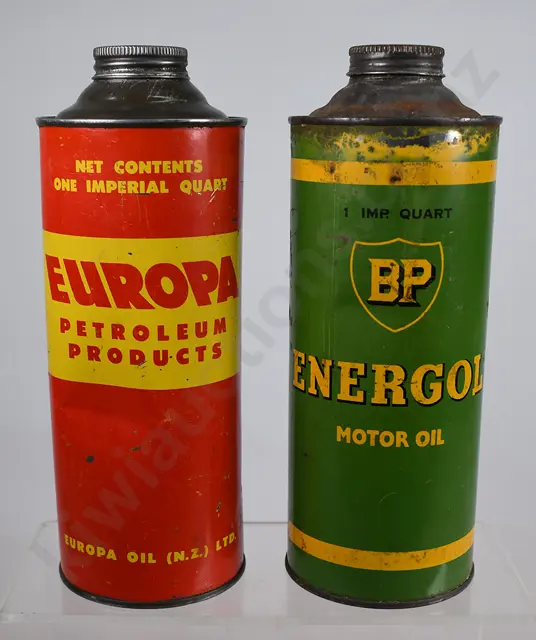 NET CONTENTS
ONE IMPERIAL QUART
EUROPA
PETROLEUM
PRODUCTS
EUROPA OIL (N.Z.) LTD.
1 IMP. QUART
BP
ENERGOL
MOTOR OIL